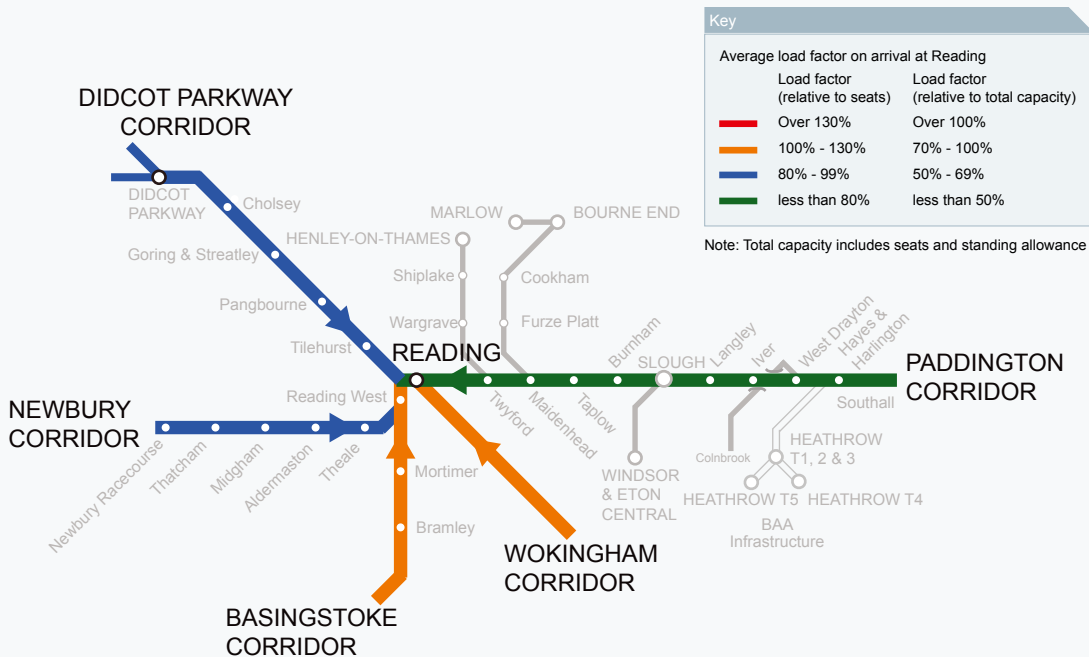 Key
Average load factor on arrival at Reading
Load factor
(relative to seats)
Load factor
(relative to total capacity)
Over 130%
Over 100%
100% - 130%
70% - 100%
80% - 99%
50% - 69%
less than 80%
less than 50%
Note: Total capacity includes seats and standing allowance
DIDCOT PARKWAY
CORRIDOR
DIDCOT
PARKWAY
Cholsey
Goring & Streatley
Pangbourne
Tilehurst
MARLOW
BOURNE END
HENLEY-ON-THAMES
Shiplake
Cookham
Wargrave
Furze Platt
READING
Burnham
SLOUGH
Langley
Iver
West Drayton
Hayes &
Harlington
PADDINGTON
CORRIDOR
Southall
Reading West
Twyford
Maidenhead
Taplow
NEWBURY
CORRIDOR
Newbury Racecourse
Thatcham
Midgham
Aldermaston
Theale
Mortimer
Bramley
WINDSOR
& ETON
CENTRAL
Colnbrook
HEATHROW
T1, 2 & 3
HEATHROW T5
HEATHROW T4
BAA
Infrastructure
WOKINGHAM
CORRIDOR
BASINGSTOKE
CORRIDOR